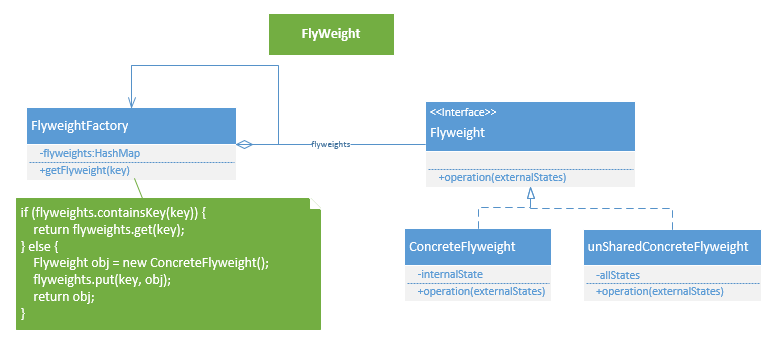 FlyWeight
FlyweightFactory
-flyweights:HashMap
+getFlyweight(key)
flyweights
<<Interface>>
Flyweight
+operation(externalStates)
if (flyweights.containsKey(key)) {
return flyweights.get(key);
} else {
Flyweight obj = new ConcreteFlyweight();
flyweights.put(key, obj);
return obj;
}
ConcreteFlyweight
-internalState
+operation(externalStates)
unSharedConcreteFlyweight
-allStates
+operation(externalStates)